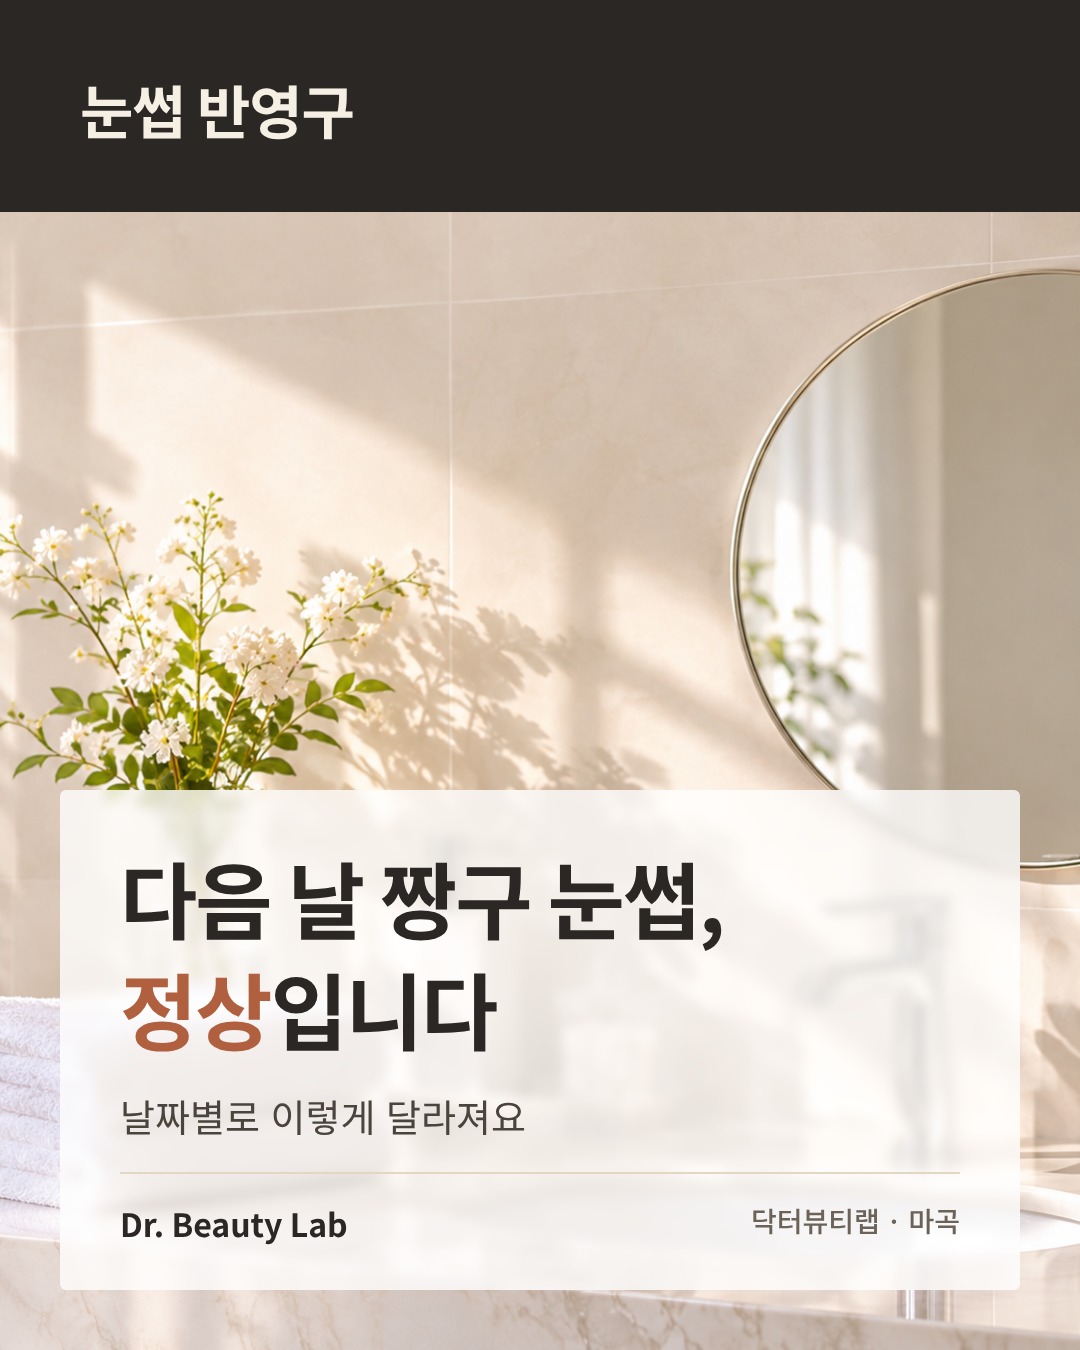 눈썹 반영구
다음 날 짱구 눈썹,
정상입니다
날짜별로 이렇게 달라져요
Dr. Beauty Lab
닥터뷰티랩 · 마곡